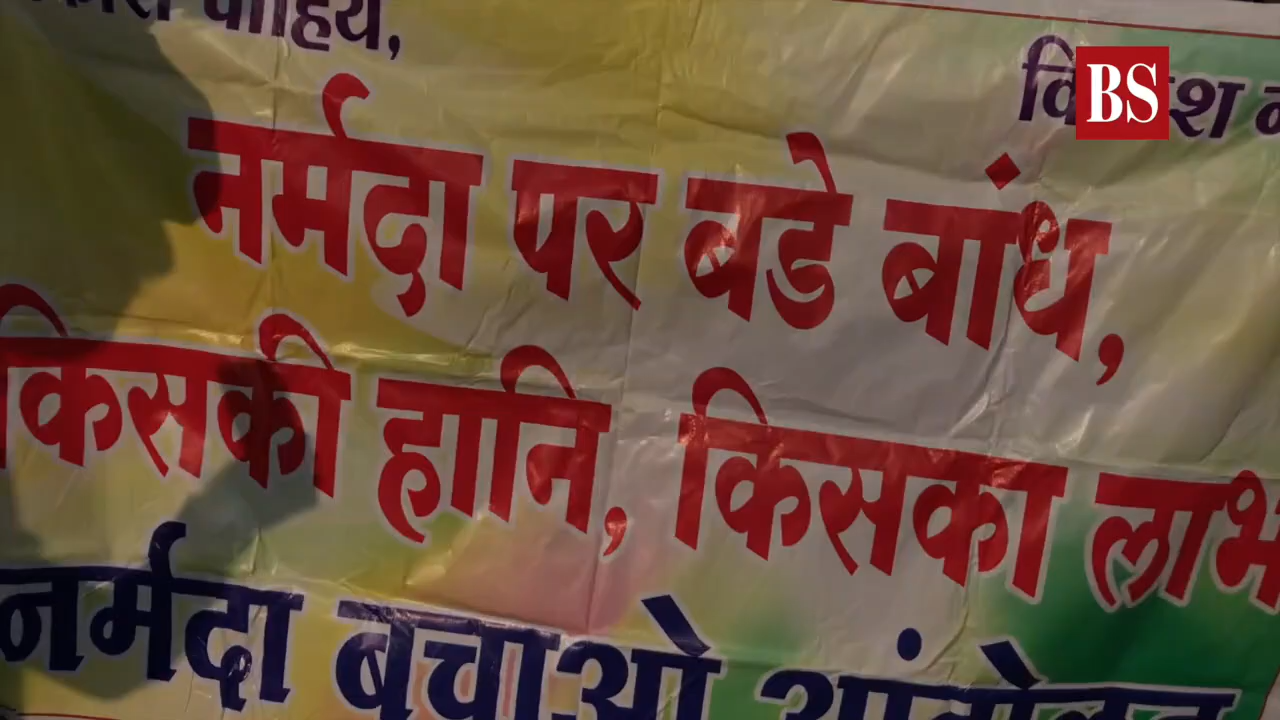 चाहिये,
BS
नर्मदा पर बडे बांध,
किसकी हानि, किसका लाभ
नर्मदा बचाओ आंदोलन